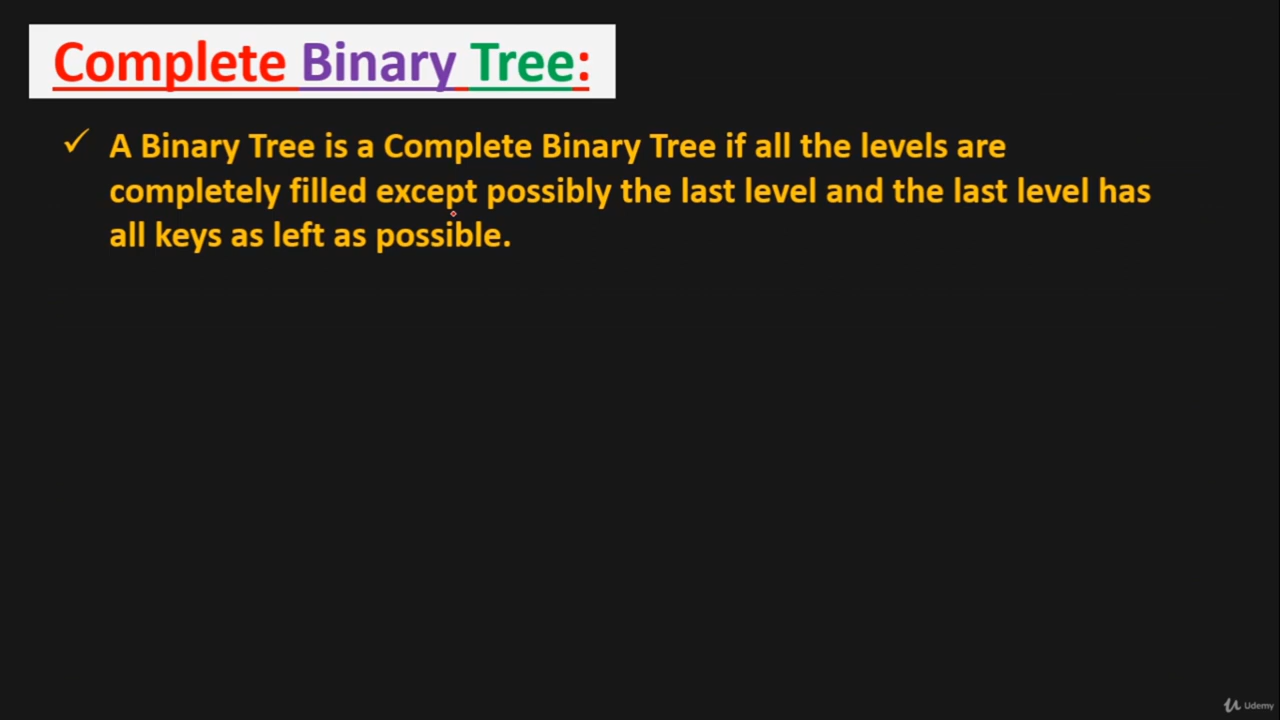 Complete Binary Tree:
✓ A Binary Tree is a Complete Binary Tree if all the levels are
completely filled except possibly the last level and the last level has
all keys as left as possible.
Udemy